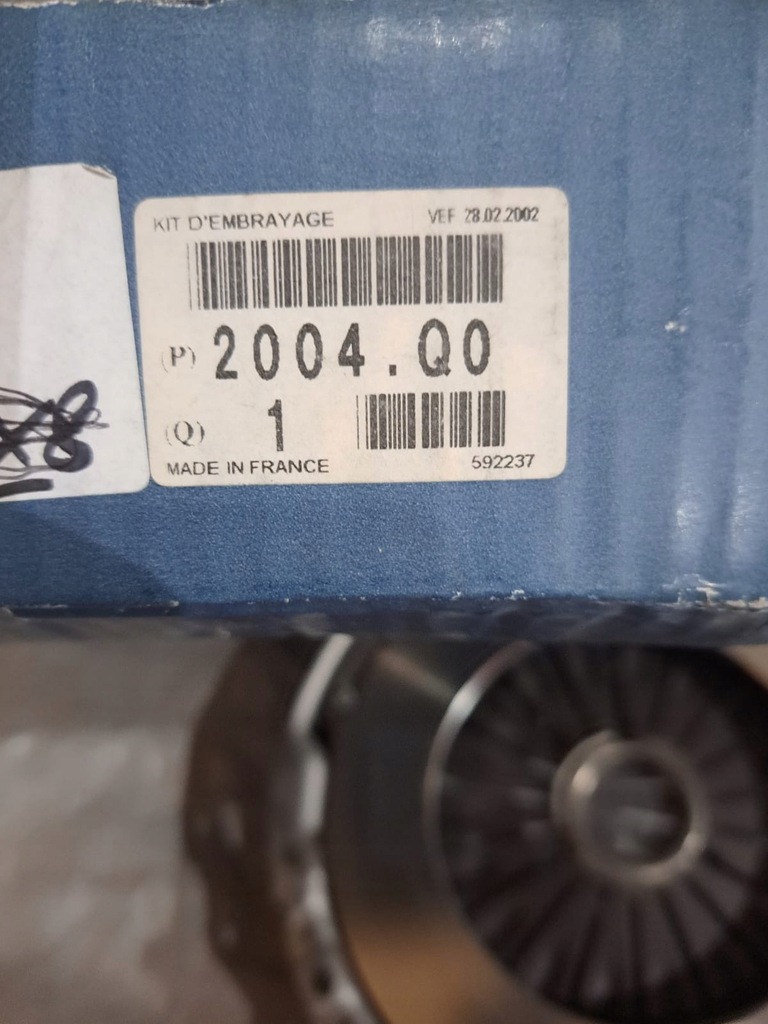 KIT D'EMBRAYAGE VEF 28.02.2002
(P) 2004.Q0
(Q) 1
MADE IN FRANCE 592237